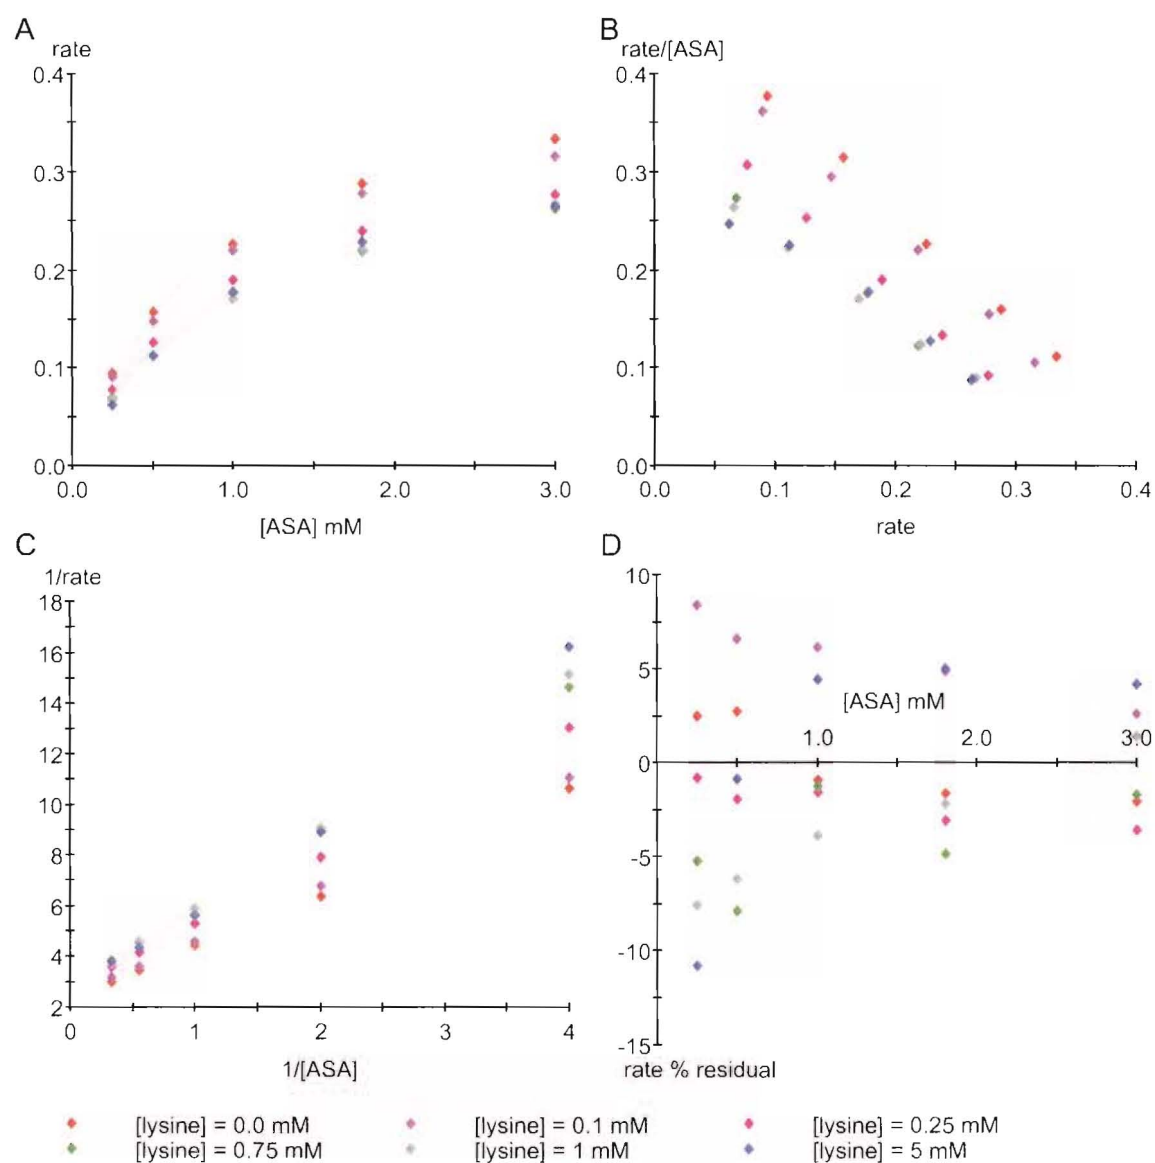 A
rate
0.4
0.3
0.2
0.1
0.0
0.0 1.0 2.0 3.0
[ASA] mM
B
rate/[ASA]
0.4
0.3
0.2
0.1
0.0
0.0 0.1 0.2 0.3 0.4
rate
C
1/rate
18
16
14
12
10
8
6
4
2
0 1 2 3 4
1/[ASA]
D
10
5
[ASA] mM
1.0 2.0 3.0
0
-5
-10
-15
rate % residual
[lysine] = 0.0 mM [lysine] = 0.1 mM [lysine] = 0.25 mM
[lysine] = 0.75 mM [lysine] = 1 mM [lysine] = 5 mM